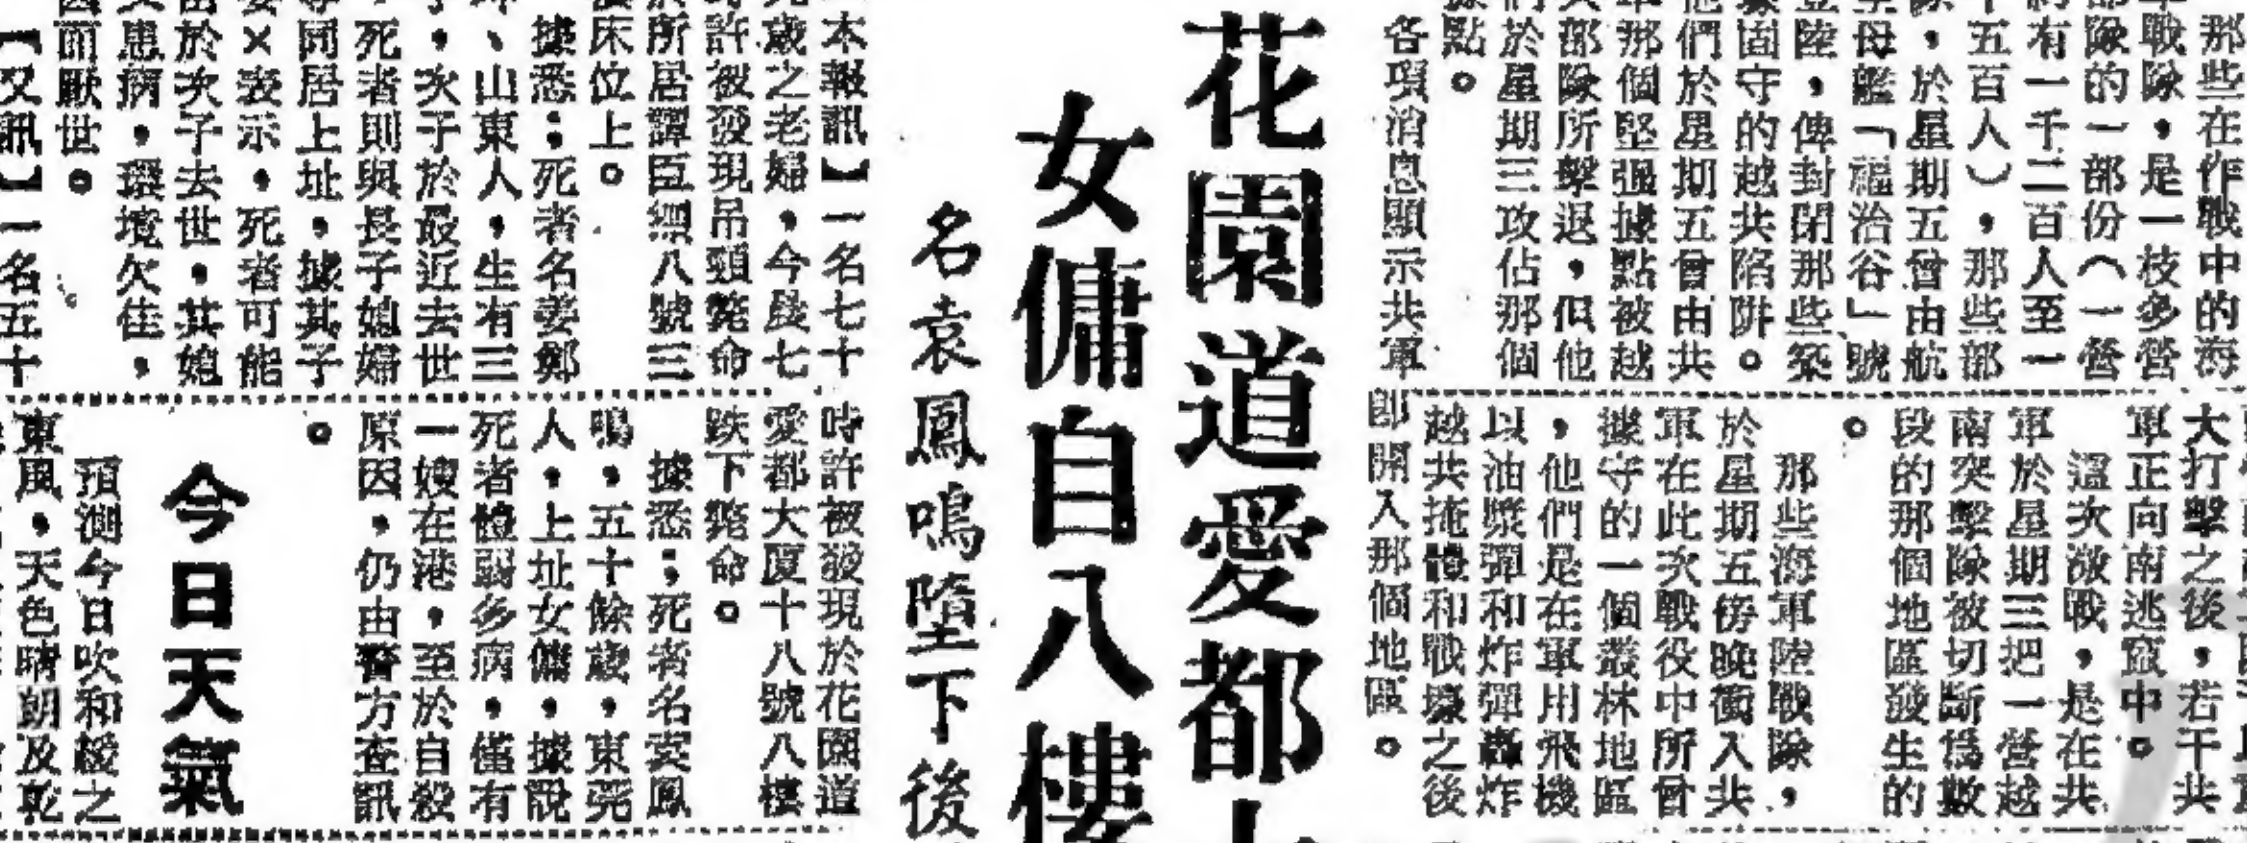 那些在作戰中的海
戰隊，是一枝多營
部隊的一部份（一營
約有一千二百人至一
五百人），那些部
隊，於星期五曾由航
母艦「福治谷」號
登陸，俾封閉那些築
固守的越共陷阱。
他們於星期五曾由共
軍那個堅强據點被越
部隊所擊退，但他
們於星期三攻佔那個
據點。
各項消息顯示共軍
大打擊之後，若干共
軍正向南逃竄中。
這次激戰，是在共
軍於星期三把一營越
南突擊隊被切斷爲數
段的那個地區發生的
。
那些海軍陸戰隊，
於星期五傍晚衝入共
軍在此次戰役中所曾
據守的一個叢林地區
，他們是在軍用飛機
以油漿彈和炸彈轟炸
越共掩體和戰壕之後
卽開入那個地區。
花園道愛都大
女傭自八樓
名袁鳳鳴墮下後
本報訊】一名七十
歲之老婦，今晨七
時許被發現吊頸斃命
於所居譚臣道八號三
樓床位上。
據悉：死者名姜鄭
、山東人，生有三
子，次子於最近去世
，死者則與長子媳婦
等同居上址，據其子
姜×表示，死者可能
由於次子去世，其媳
又患病，環境欠佳，
因而厭世。
【又訊】一名五十
時許被發現於花園道
愛都大厦十八號八樓
跌下斃命。
據悉；死者名袁鳳
鳴，五十餘歲，東莞
人，上址女傭，據說
死者體弱多病，僅有
一嫂在港，至於自殺
原因，仍由警方查訊
。
今日天氣
預測今日吹和緩之
東風，天色晴朗及乾